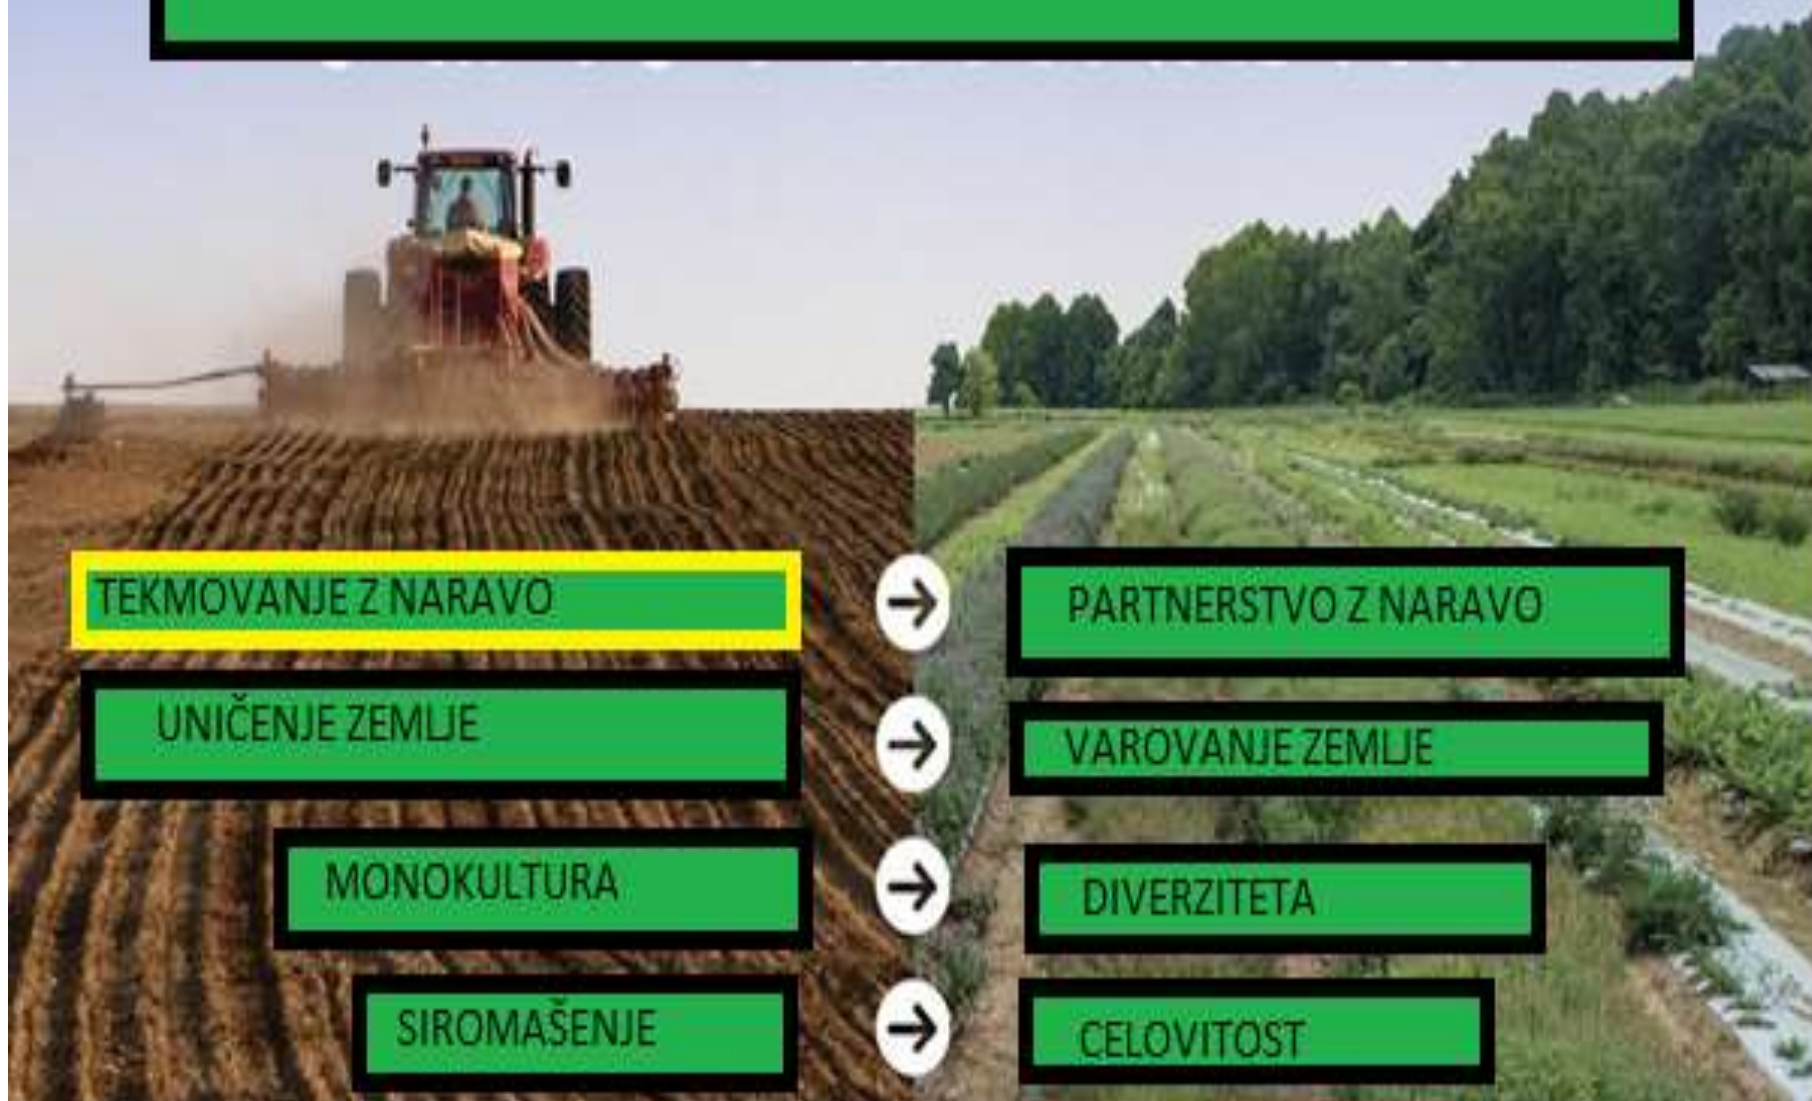 TEKMOVANJE Z NARAVO
PARTNERSTVO Z NARAVO
UNIČENJE ZEMLJE
VAROVANJE ZEMLJE
MONOKULTURA
DIVERZITETA
SIROMAŠENJE
CELOVITOST